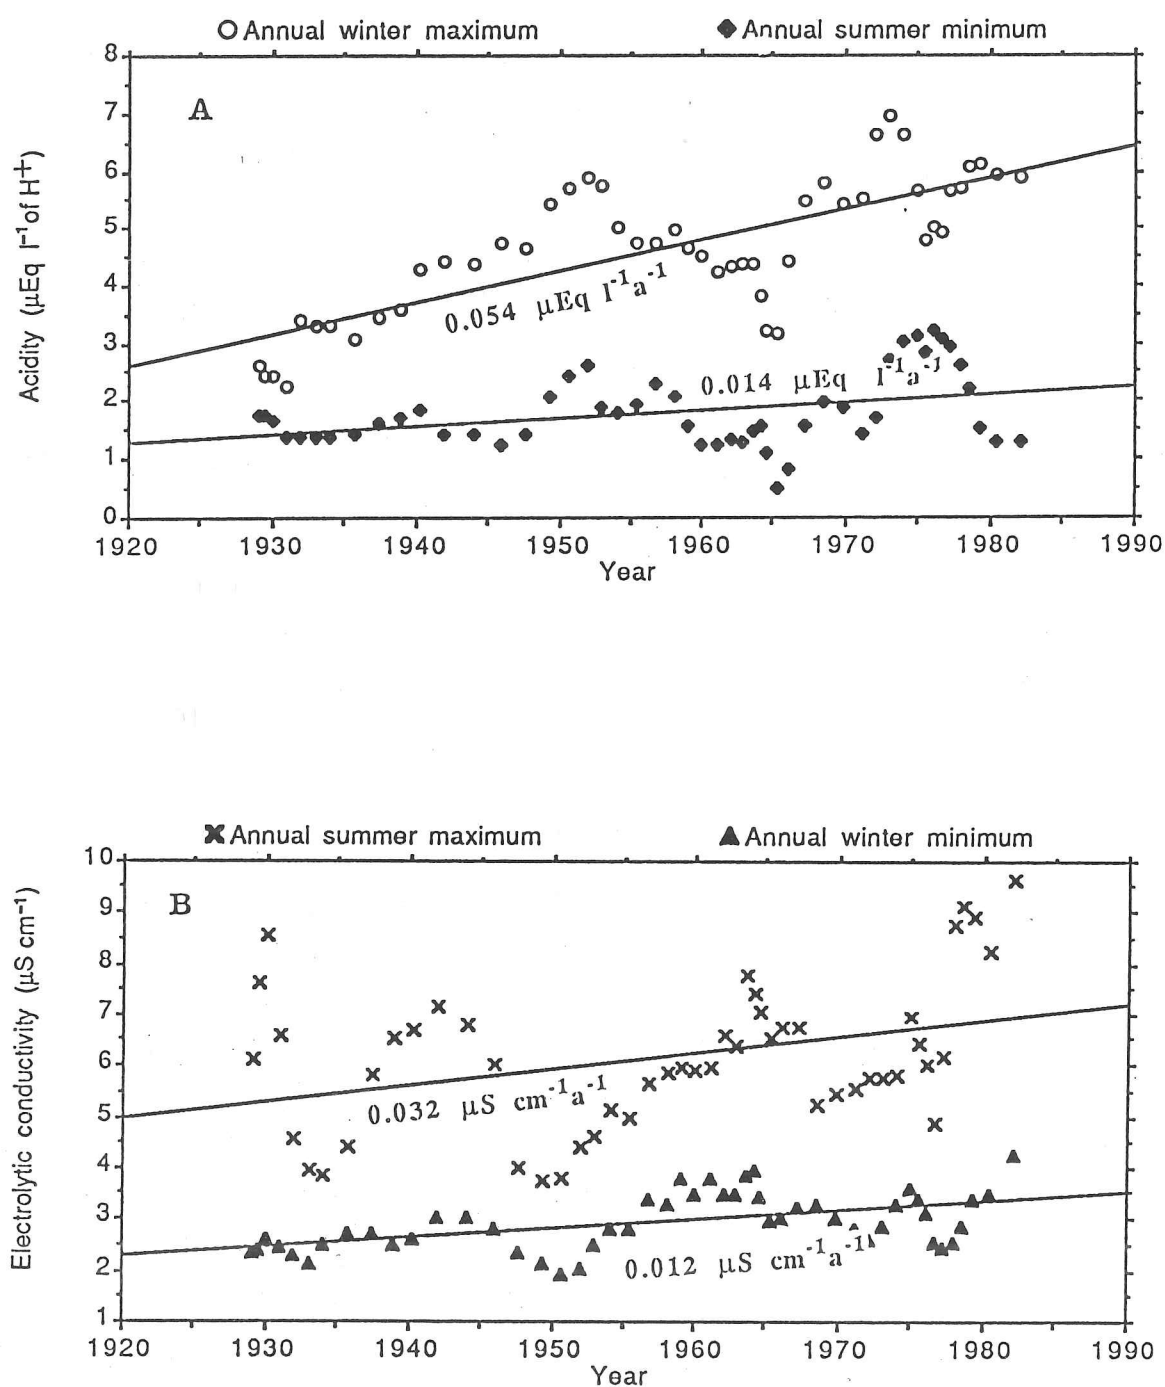 Annual winter maximum Annual summer minimum
8
A
7
6
5
4
3
2
1
0
Acidity (μEq l⁻¹of H⁺)
0.054 μEq l⁻¹a⁻¹
0.014 μEq l⁻¹a⁻¹
1920 1930 1940 1950 1960 1970 1980 1990
Year
Annual summer maximum Annual winter minimum
10
B
9
8
7
6
5
4
3
2
1
Electrolytic conductivity (μS cm⁻¹)
0.032 μS cm⁻¹a⁻¹
0.012 μS cm⁻¹a⁻¹
1920 1930 1940 1950 1960 1970 1980 1990
Year